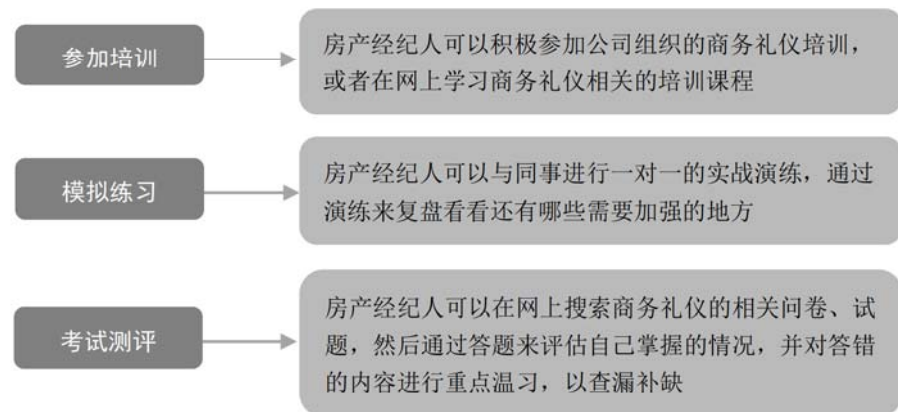 参加培训
房产经纪人可以积极参加公司组织的商务礼仪培训，
或者在网上学习商务礼仪相关的培训课程
模拟练习
房产经纪人可以与同事进行一对一的实战演练，通过
演练来复盘看看还有哪些需要加强的地方
考试测评
房产经纪人可以在网上搜索商务礼仪的相关问卷、试
题，然后通过答题来评估自己掌握的情况，并对答错
的内容进行重点温习，以查漏补缺